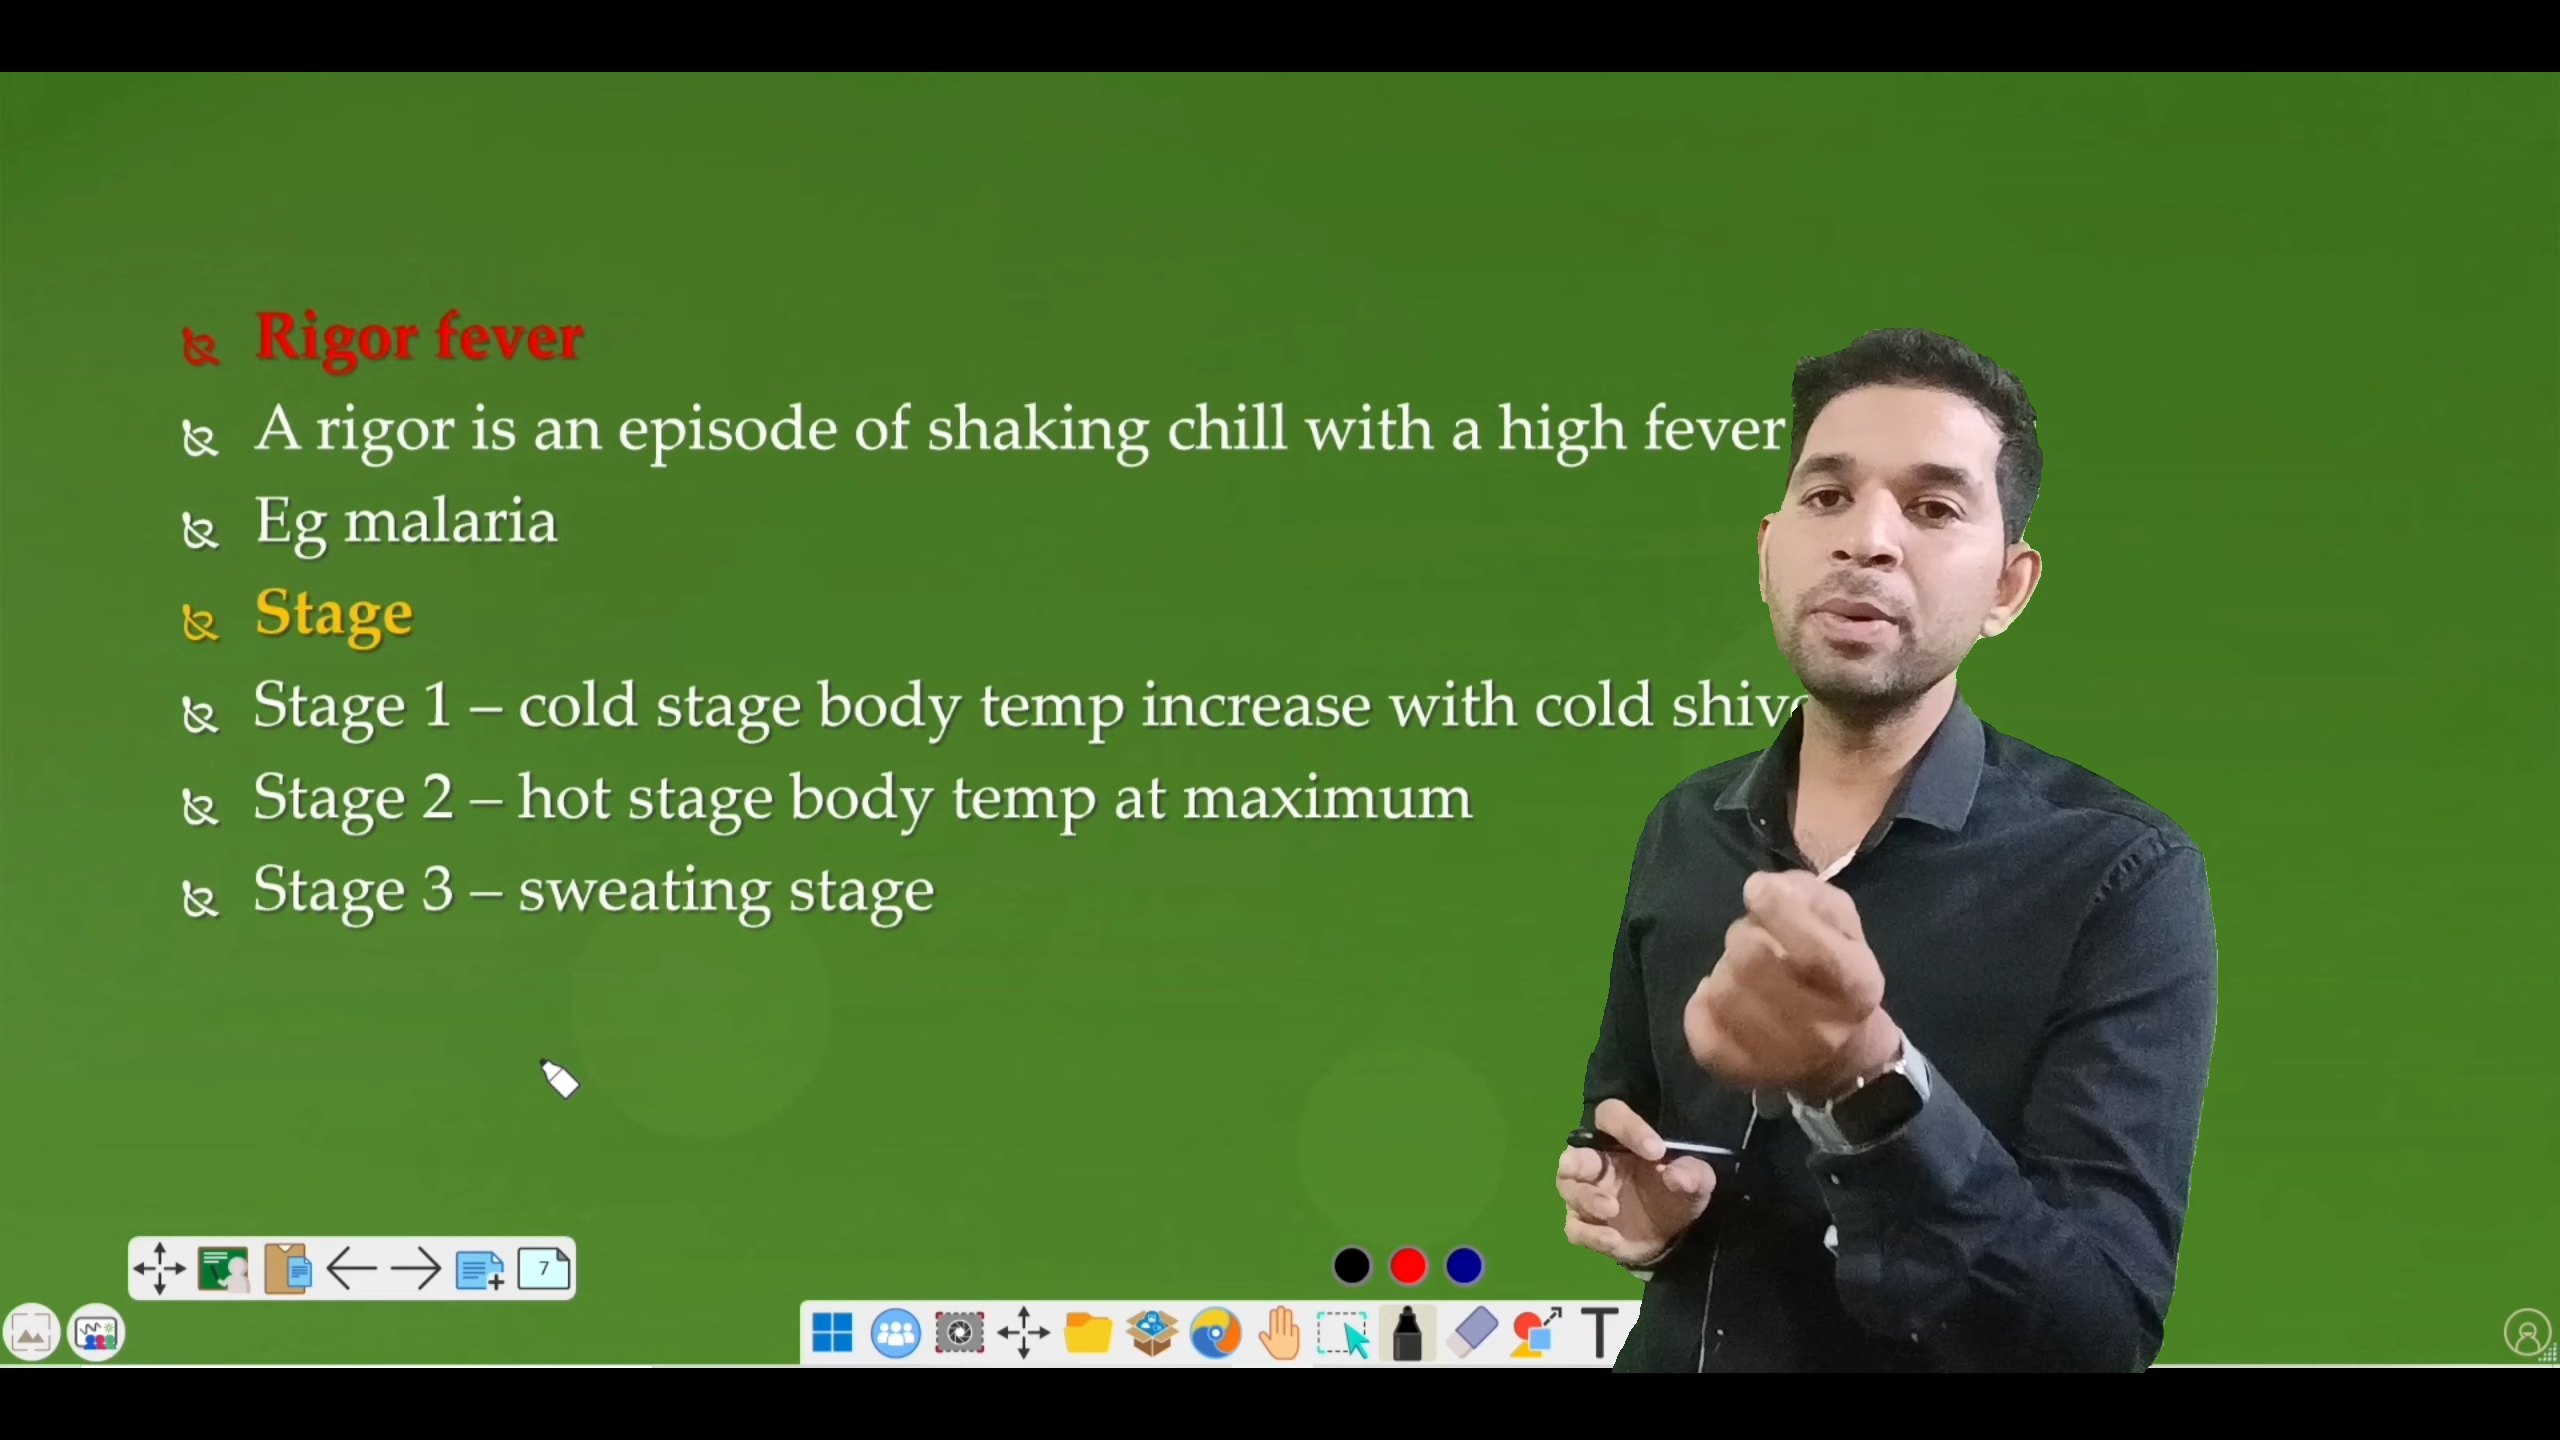 Rigor fever
A rigor is an episode of shaking chill with a high fever
Eg malaria
Stage
Stage 1 – cold stage body temp increase with cold
Stage 2 – hot stage body temp at maximum
Stage 3 – sweating stage
7
T